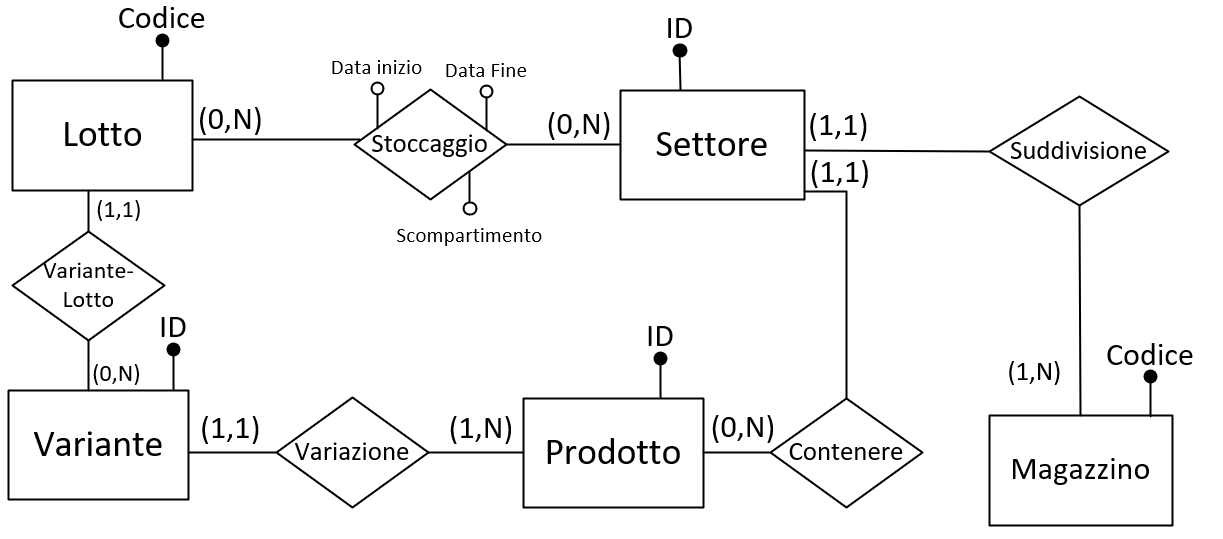 Codice
ID
Data inizio
Data Fine
Lotto
(0,N)
Stoccaggio
(0,N)
Settore
(1,1)
Suddivisione
(1,1)
(1,1)
Scompartimento
Variante-
Lotto
ID
ID
Codice
(0,N)
(1,N)
Variante
(1,1)
Variazione
(1,N)
Prodotto
(0,N)
Contenere
Magazzino